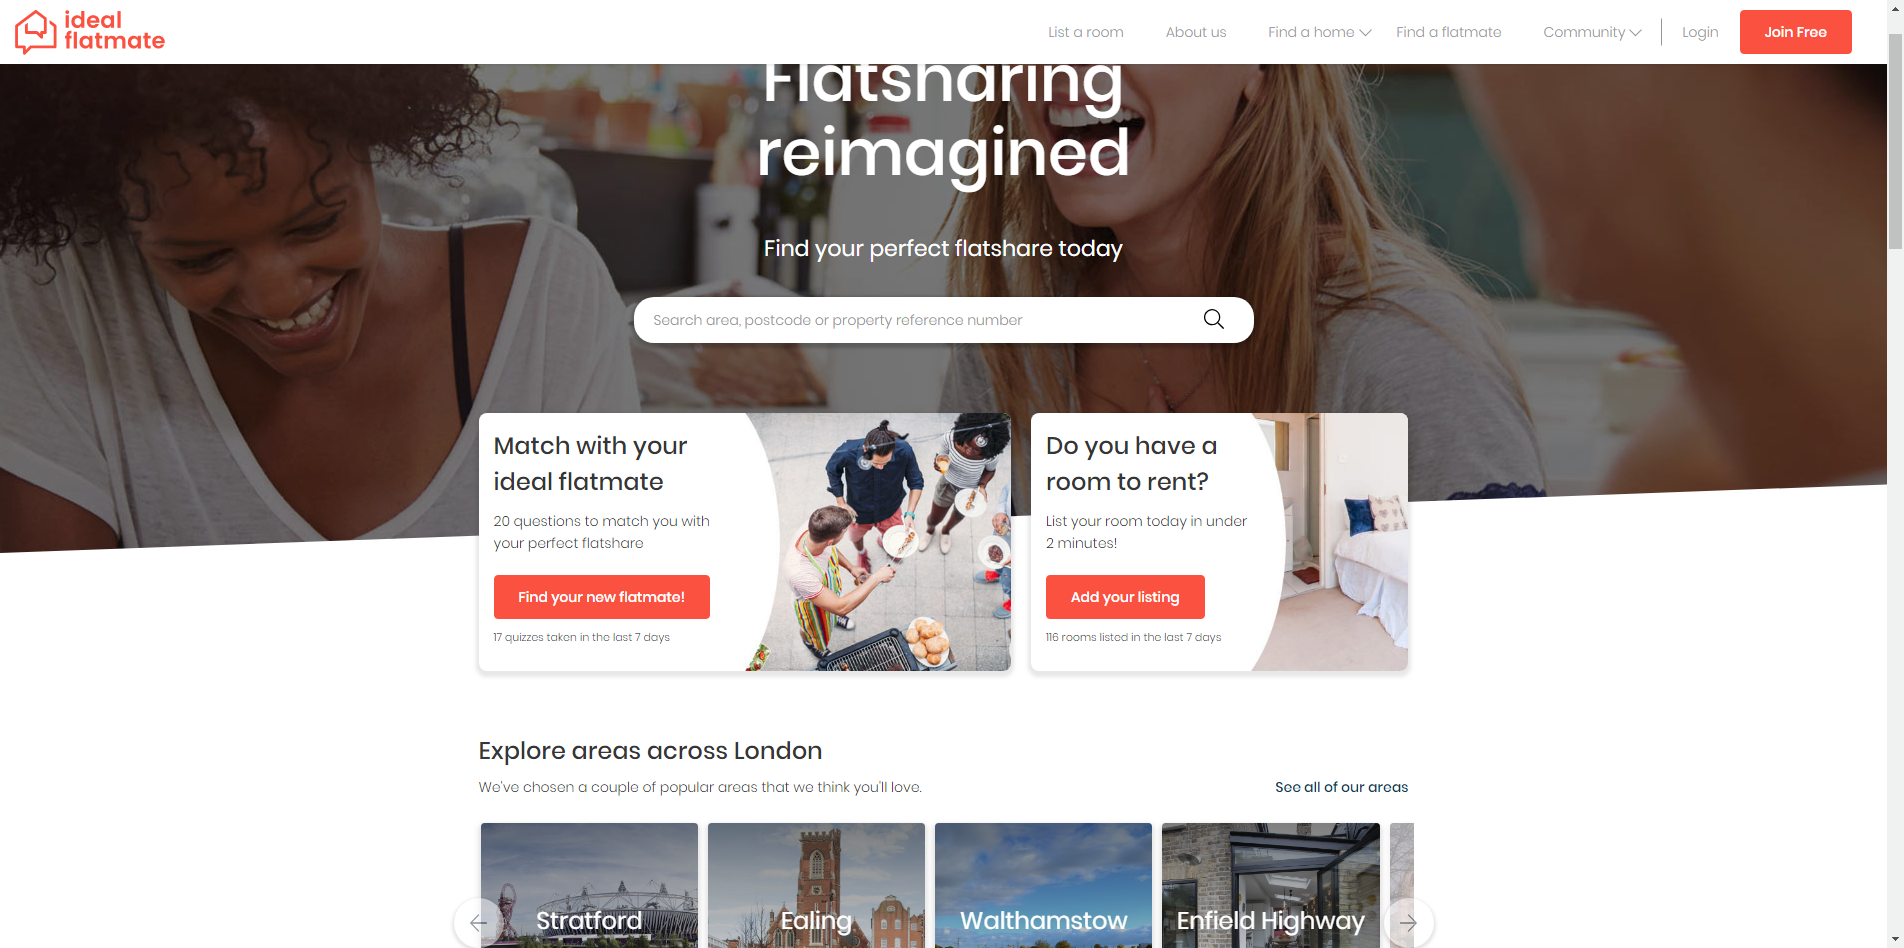 ideal
flatmate
List a room
About us
Find a home
Find a flatmate
Community
Login
Join Free
Flatsharing
reimagined
Find your perfect flatshare today
Search area, postcode or property reference number
Match with your
ideal flatmate
20 questions to match you with
your perfect flatshare
Find your new flatmate!
17 quizzes taken in the last 7 days
Do you have a
room to rent?
List your room today in under
2 minutes!
Add your listing
116 rooms listed in the last 7 days
Explore areas across London
We've chosen a couple of popular areas that we think you'll love.
See all of our areas
Stratford
Ealing
Walthamstow
Enfield Highway